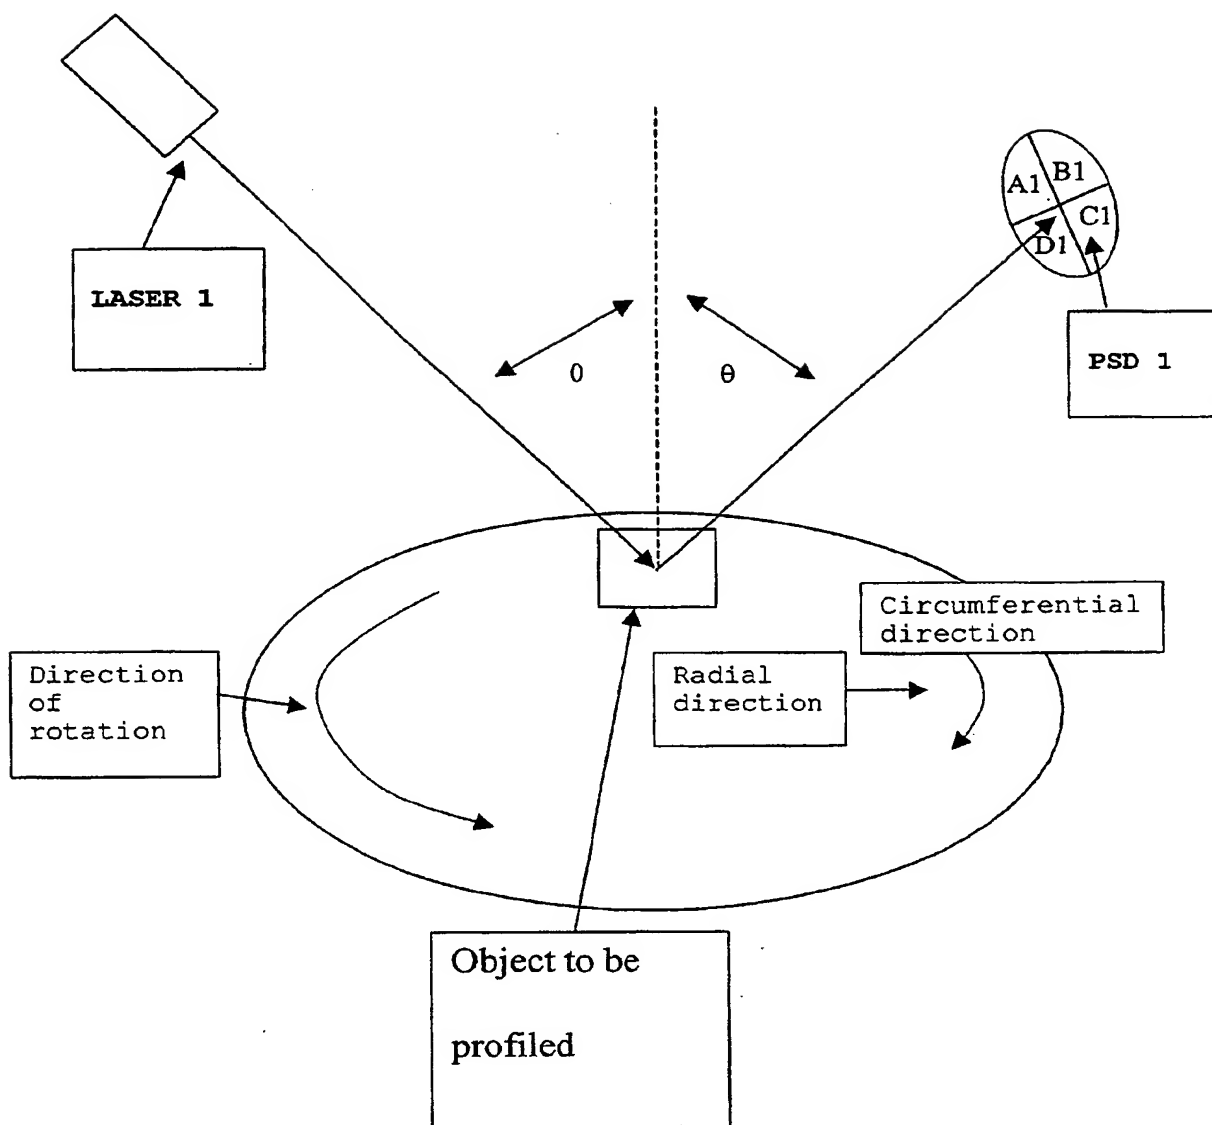 A1
B1
C1
D1
LASER 1
PSD 1
θ
θ
Circumferential
direction
Direction
of
rotation
Radial
direction
Object to be
profiled